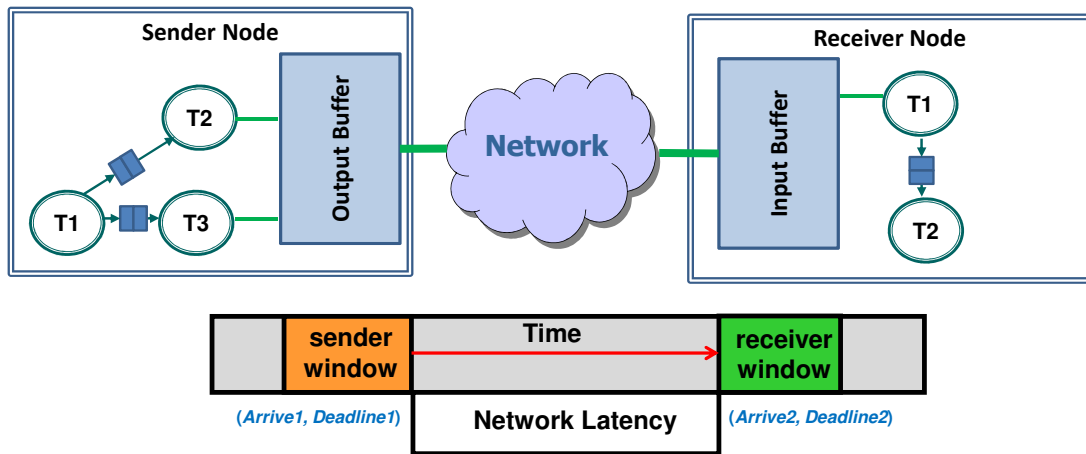 Sender Node
T2
T1
T3
Output Buffer
Network
Receiver Node
Input Buffer
T1
T2
sender
window
Time
receiver
window
(Arrive1, Deadline1)
Network Latency
(Arrive2, Deadline2)